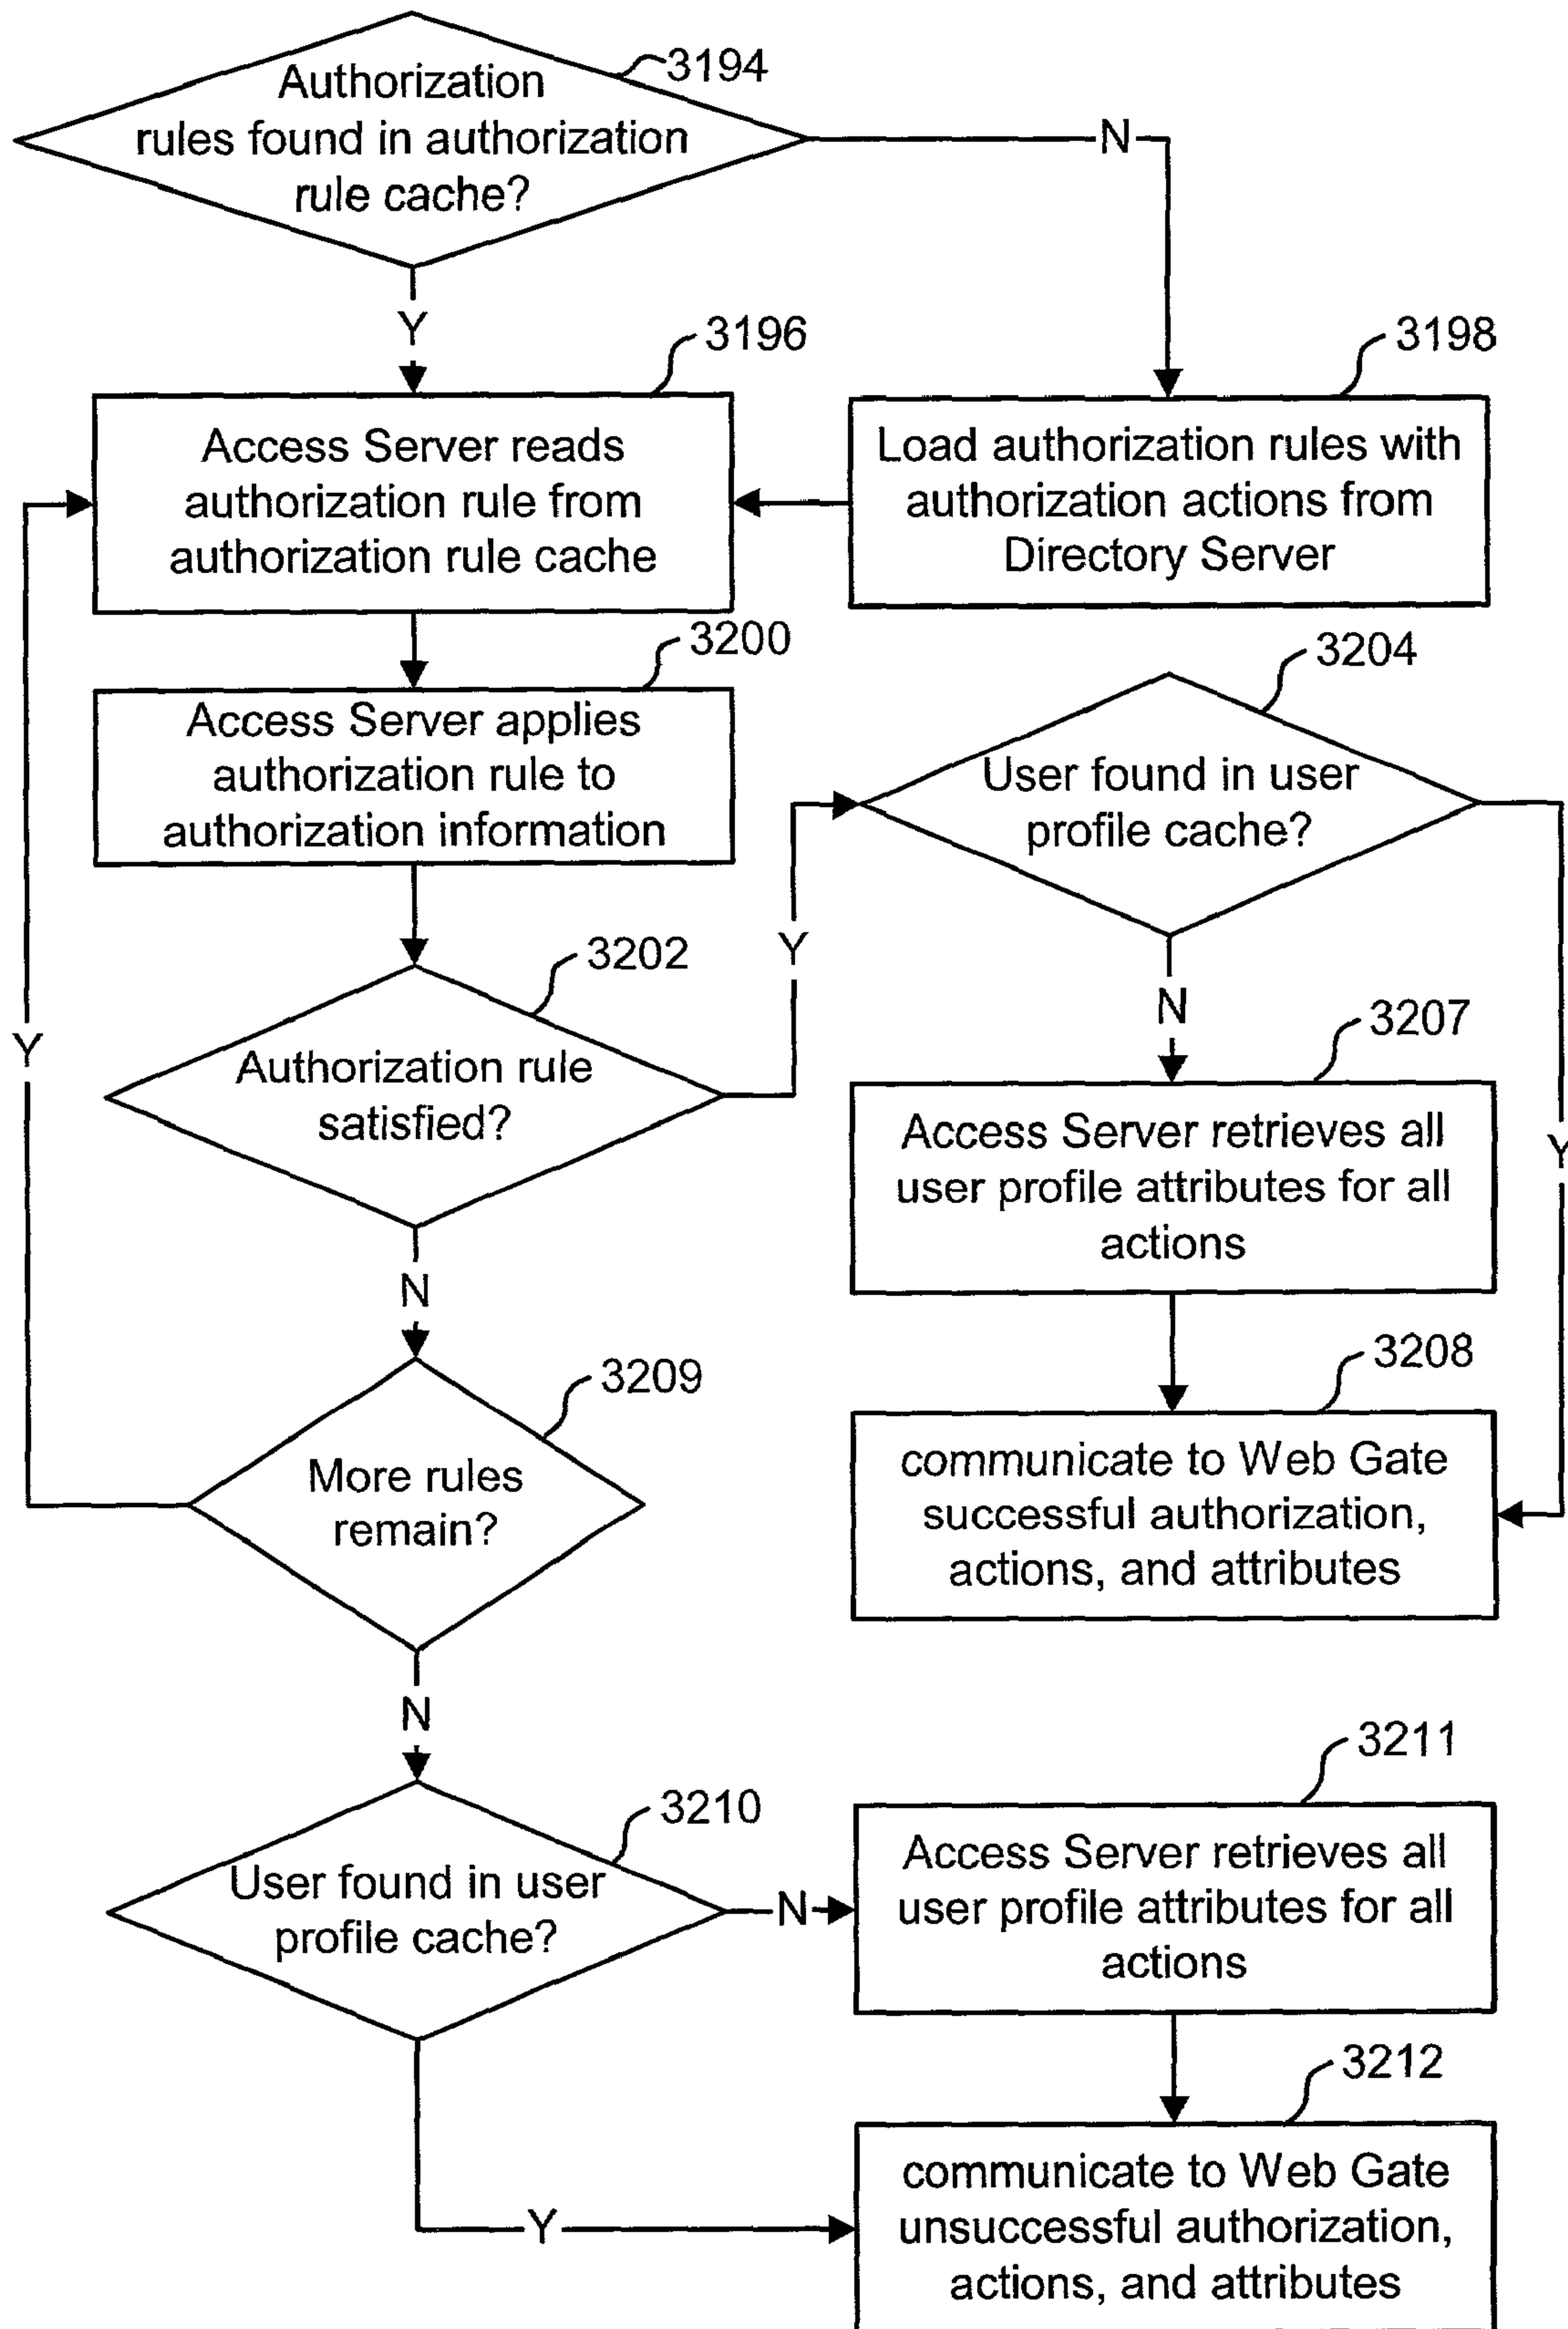 3194
Authorization
rules found in authorization
rule cache?
N
Y
3196
3198
Access Server reads
authorization rule from
authorization rule cache
Load authorization rules with
authorization actions from
Directory Server
3200
3204
Access Server applies
authorization rule to
authorization information
User found in user
profile cache?
Y
3202
N
3207
Y
Authorization rule
satisfied?
Access Server retrieves all
user profile attributes for all
actions
Y
N
3209
3208
More rules
remain?
communicate to Web Gate
successful authorization,
actions, and attributes
N
3211
3210
User found in user
profile cache?
N
Access Server retrieves all
user profile attributes for all
actions
3212
Y
communicate to Web Gate
unsuccessful authorization,
actions, and attributes